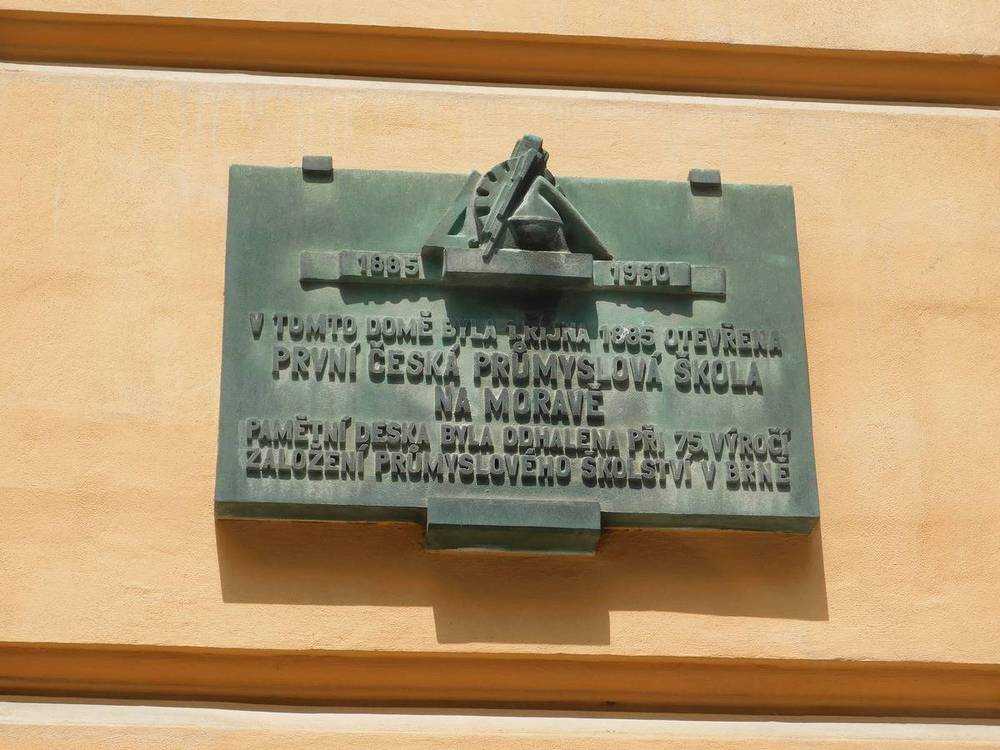 1885 1960
V TOMTO DOMĚ BYLA 1. ŘÍJNA 1885 OTEVŘENA
PRVNÍ ČESKÁ PRŮMYSLOVÁ ŠKOLA
NA MORAVĚ
PAMĚTNÍ DESKA BYLA ODHALENA PŘI 75. VÝROČÍ
ZALOŽENÍ PRŮMYSLOVÉHO ŠKOLSTVÍ V BRNĚ